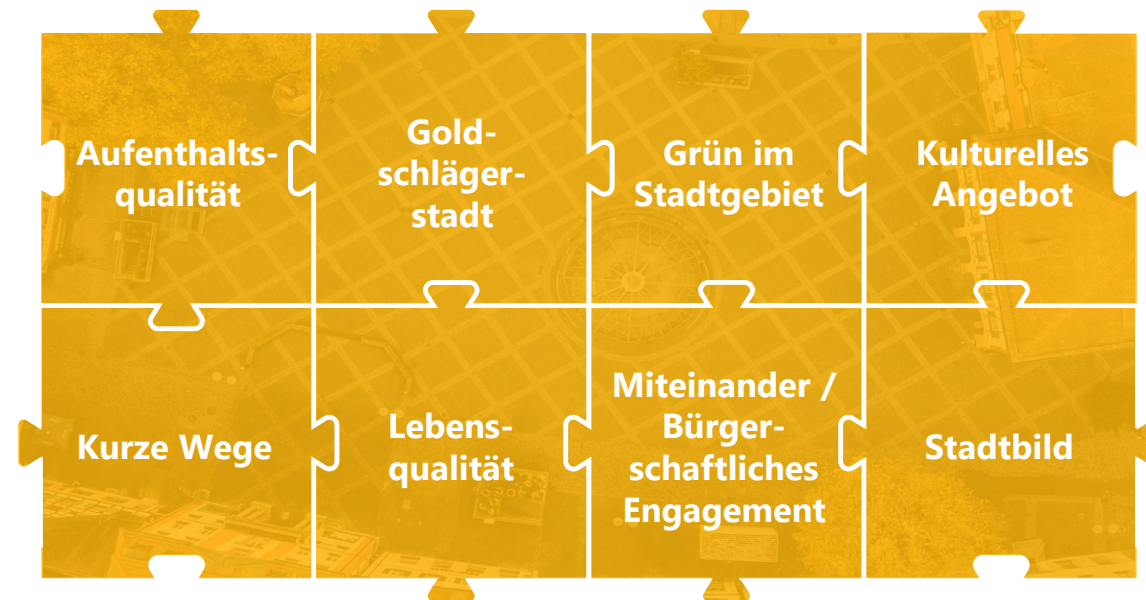 Aufenthalts-
qualität
Gold-
schläger-
stadt
Grün im
Stadtgebiet
Kulturelles
Angebot
Kurze Wege
Lebens-
qualität
Miteinander /
Bürger-
schaftliches
Engagement
Stadtbild